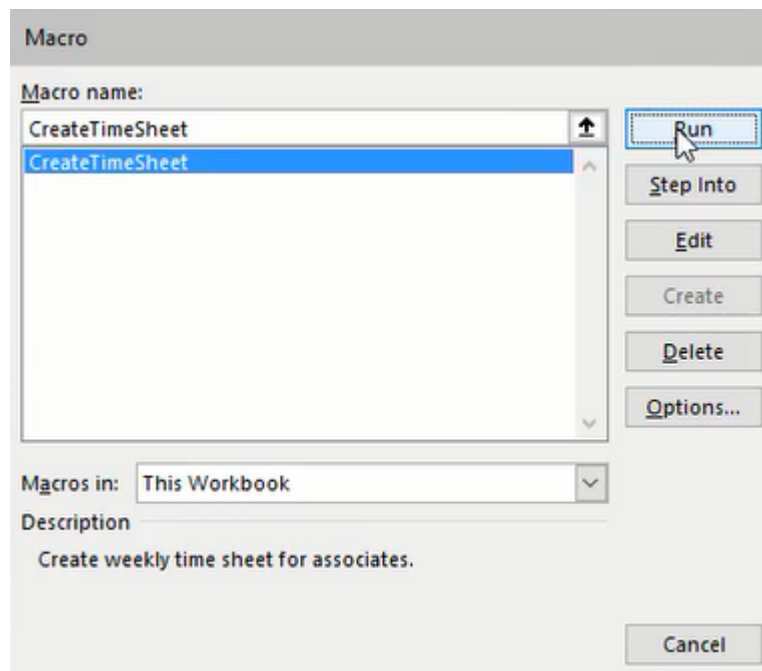 Macro
Macro name:
CreateTimeSheet
Run
CreateTimeSheet
Step Into
Edit
Create
Delete
Options...
Macros in: This Workbook
Description
Create weekly time sheet for associates.
Cancel